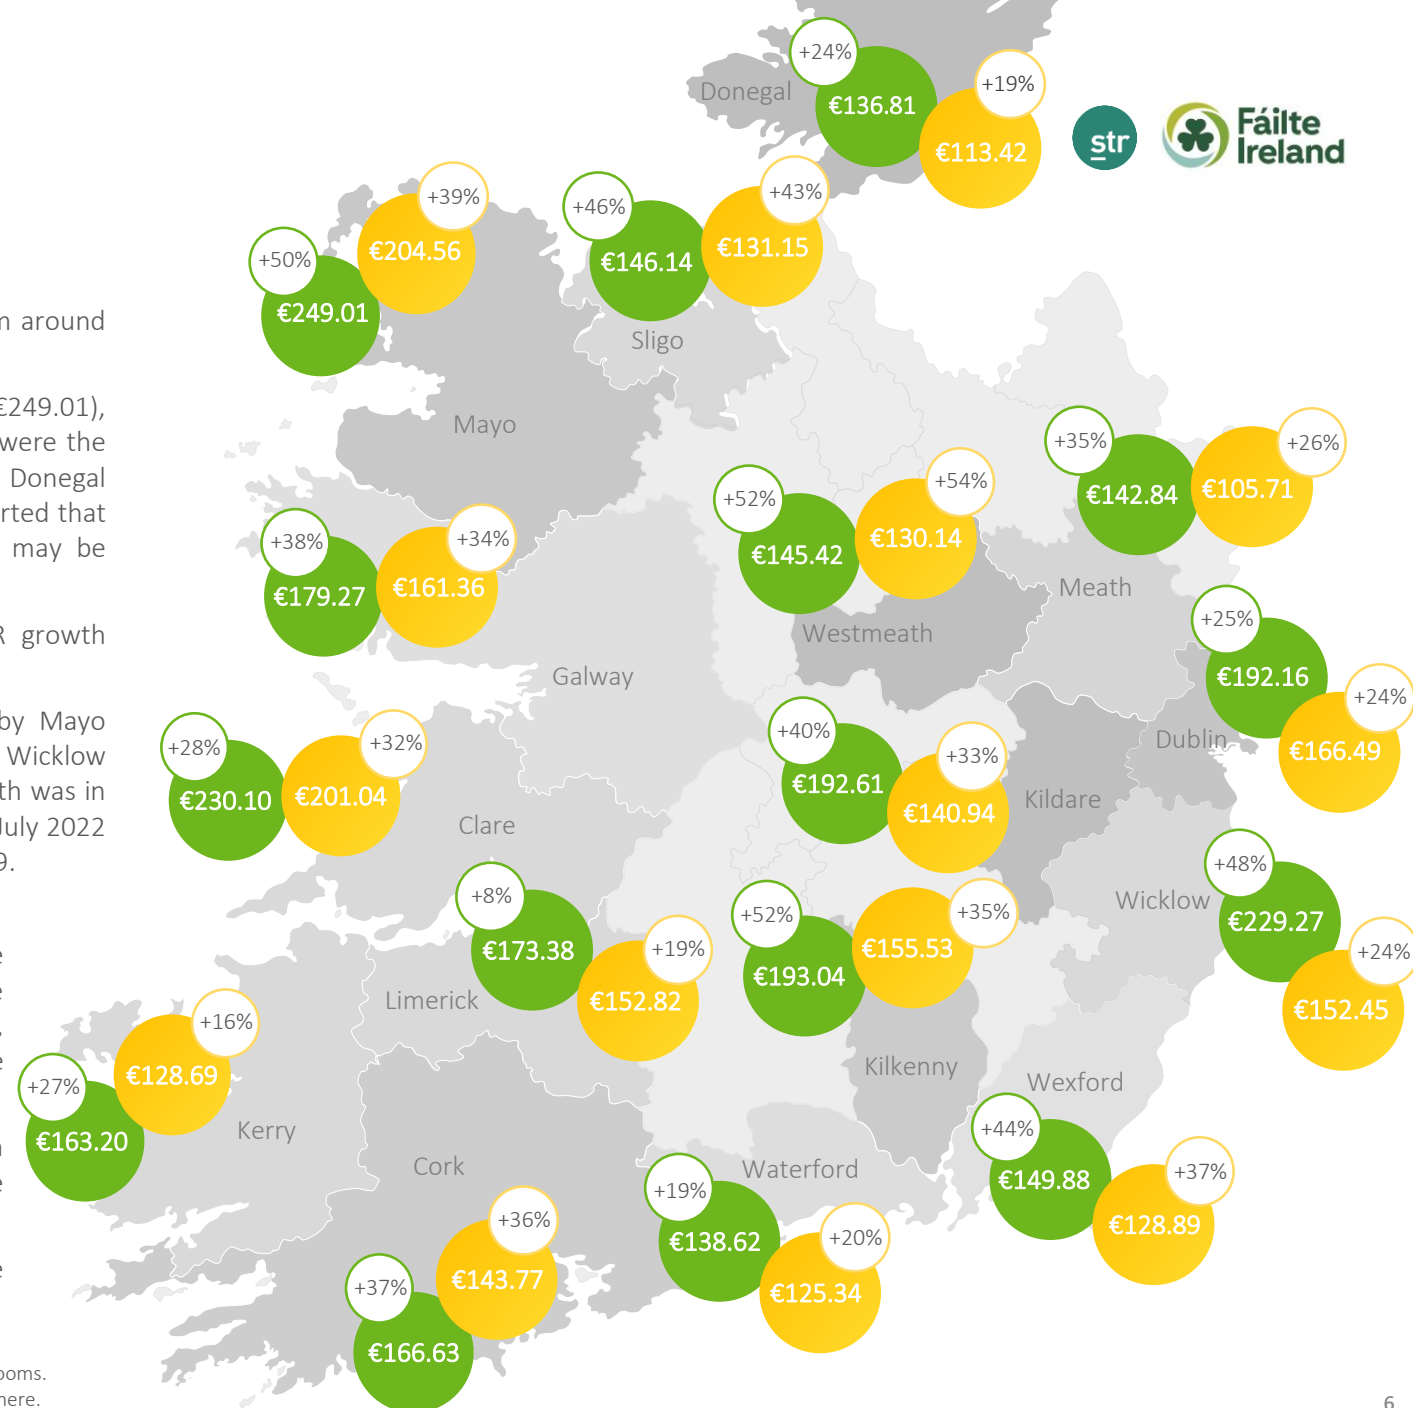 +24%
Donegal
€136.81
+19%
€113.42
str
Fáilte
Ireland
+39%
€204.56
+50%
€249.01
+46%
€146.14
+43%
€131.15
Sligo
Mayo
around
€249.01),
were the
Donegal
that
may be
growth
by Mayo
Wicklow
was in
July 2022
+38%
€179.27
+34%
€161.36
Galway
+52%
€145.42
+54%
€130.14
Westmeath
+35%
€142.84
+26%
€105.71
Meath
+25%
€192.16
+24%
€166.49
Dublin
+28%
€230.10
+32%
€201.04
Clare
+40%
€192.61
+33%
€140.94
Kildare
+8%
€173.38
+19%
€152.82
Limerick
+52%
€193.04
+35%
€155.53
Kilkenny
Wicklow
+48%
€229.27
+24%
€152.45
+16%
€128.69
+27%
€163.20
Kerry
Cork
+36%
€143.77
+37%
€166.63
Waterford
+19%
€138.62
+20%
€125.34
Wexford
+44%
€149.88
+37%
€128.89
6